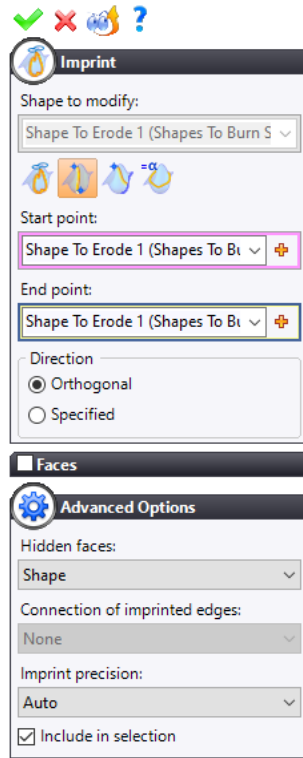 ?
Imprint
Shape to modify:
Shape To Erode 1 (Shapes To Burn S
=α
Start point:
Shape To Erode 1 (Shapes To Bu
End point:
Shape To Erode 1 (Shapes To Bu
Direction
Orthogonal
Specified
Faces
Advanced Options
Hidden faces:
Shape
Connection of imprinted edges:
None
Imprint precision:
Auto
Include in selection